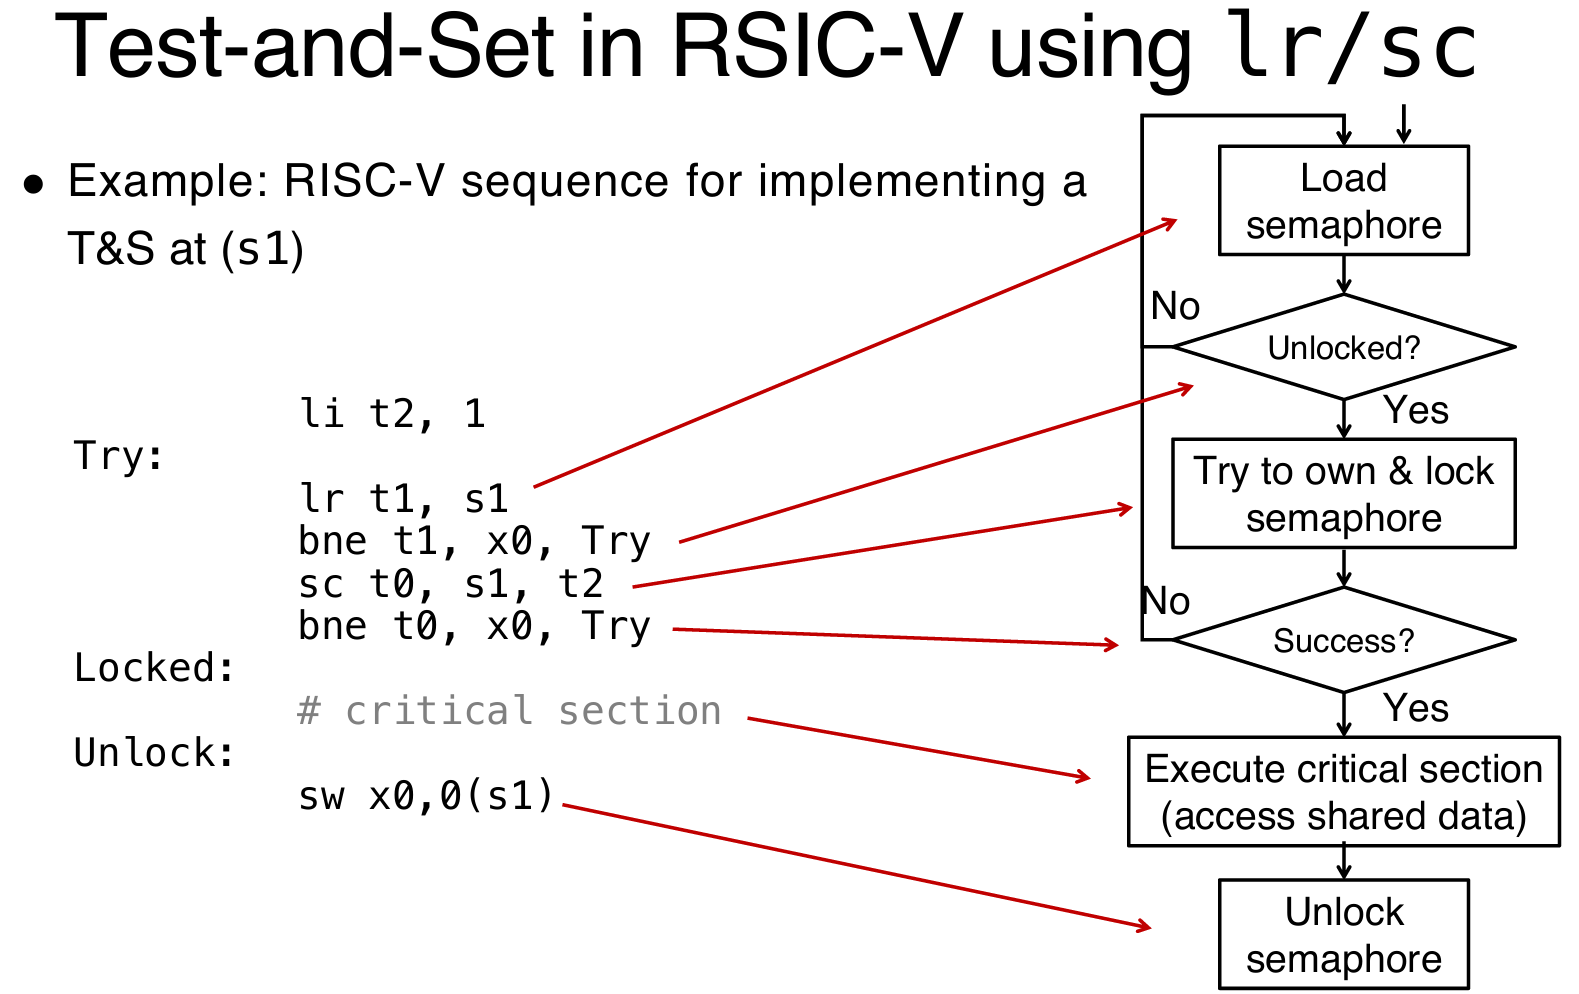 Test-and-Set in RSIC-V using lr/sc
• Example: RISC-V sequence for implementing a
T&S at (s1)
li t2, 1
Try:
lr t1, s1
bne t1, x0, Try
sc t0, s1, t2
bne t0, x0, Try
Locked:
# critical section
Unlock:
sw x0,0(s1)
Load
semaphore
No
Unlocked?
Yes
Try to own & lock
semaphore
No
Success?
Yes
Execute critical section
(access shared data)
Unlock
semaphore